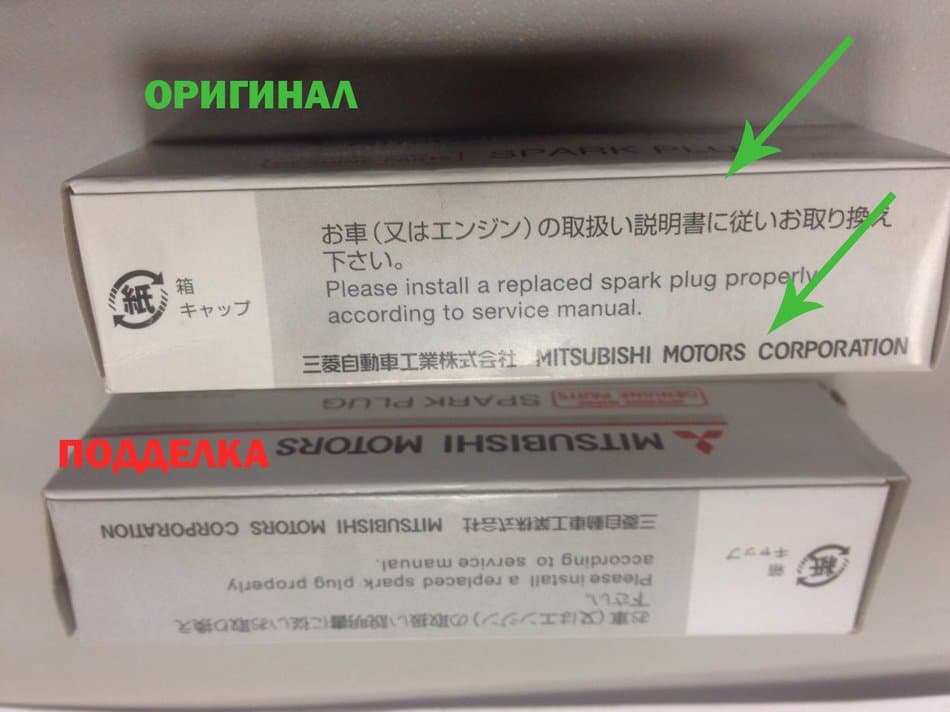 ОРИГИНАЛ
SPARK PLUG
お車(又はエンジン)の取扱い説明書に従いお取り換え
下さい。
Please install a replaced spark plug properly
according to service manual.
紙
箱
キャップ
三菱自動車工業株式会社 MITSUBISHI MOTORS CORPORATION
ПОДДЕЛКА
GENUINE PARTS
SPARK PLUG
MITSUBISHI MOTORS
お車(又はエンジン)の取扱い説明書に従いお取り換え
下さい。
Please install a replaced spark plug properly
according to service manual.
三菱自動車工業株式会社 MITSUBISHI MOTORS CORPORATION
紙
箱
キャップ